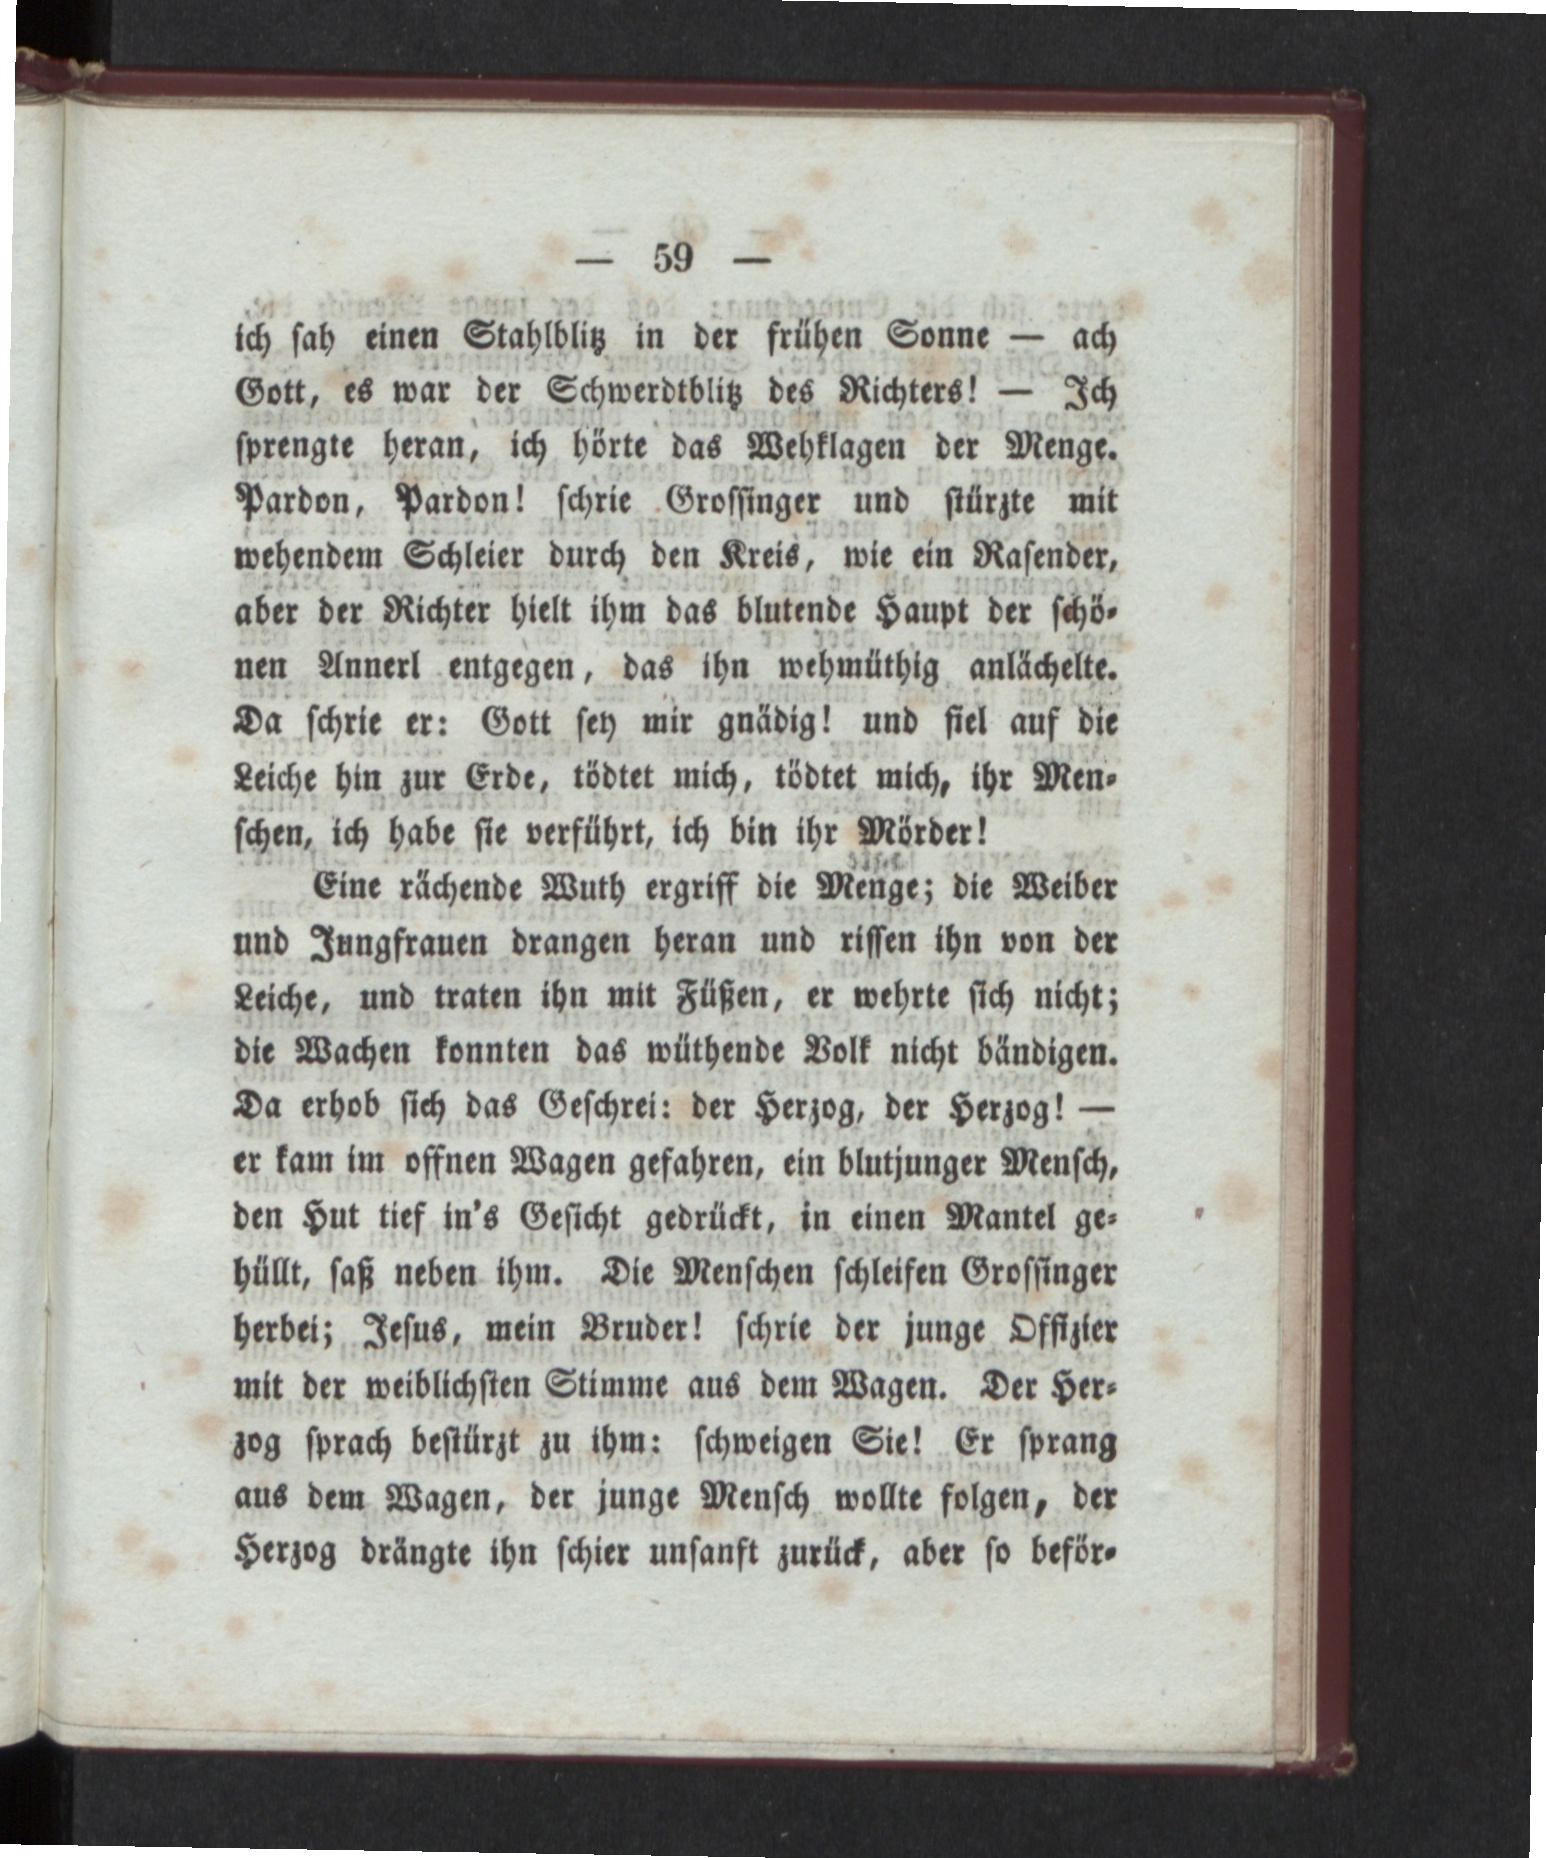 — 59 —
ich ſah einen Stahlblitz in der frühen Sonne — ach
Gott, es war der Schwerdtblitz des Richters! — Ich
ſprengte heran, ich hörte das Wehklagen der Menge.
Pardon, Pardon! ſchrie Groſſinger und ſtürzte mit
wehendem Schleier durch den Kreis, wie ein Raſender,
aber der Richter hielt ihm das blutende Haupt der ſchö-
nen Annerl entgegen, das ihn wehmüthig anlächelte.
Da ſchrie er: Gott ſey mir gnädig! und fiel auf die
Leiche hin zur Erde, tödtet mich, tödtet mich, ihr Men-
ſchen, ich habe ſie verführt, ich bin ihr Mörder!
Eine rächende Wuth ergriff die Menge; die Weiber
und Jungfrauen drangen heran und riſſen ihn von der
Leiche, und traten ihn mit Füßen, er wehrte ſich nicht;
die Wachen konnten das wüthende Volk nicht bändigen.
Da erhob ſich das Geſchrei: der Herzog, der Herzog! —
er kam im offnen Wagen gefahren, ein blutjunger Menſch,
den Hut tief in's Geſicht gedrückt, in einen Mantel ge-
hüllt, ſaß neben ihm. Die Menſchen ſchleifen Groſſinger
herbei; Jeſus, mein Bruder! ſchrie der junge Offizier
mit der weiblichſten Stimme aus dem Wagen. Der Her-
zog ſprach beſtürzt zu ihm: ſchweigen Sie! Er ſprang
aus dem Wagen, der junge Menſch wollte folgen, der
Herzog drängte ihn ſchier unſanft zurück, aber ſo beför-